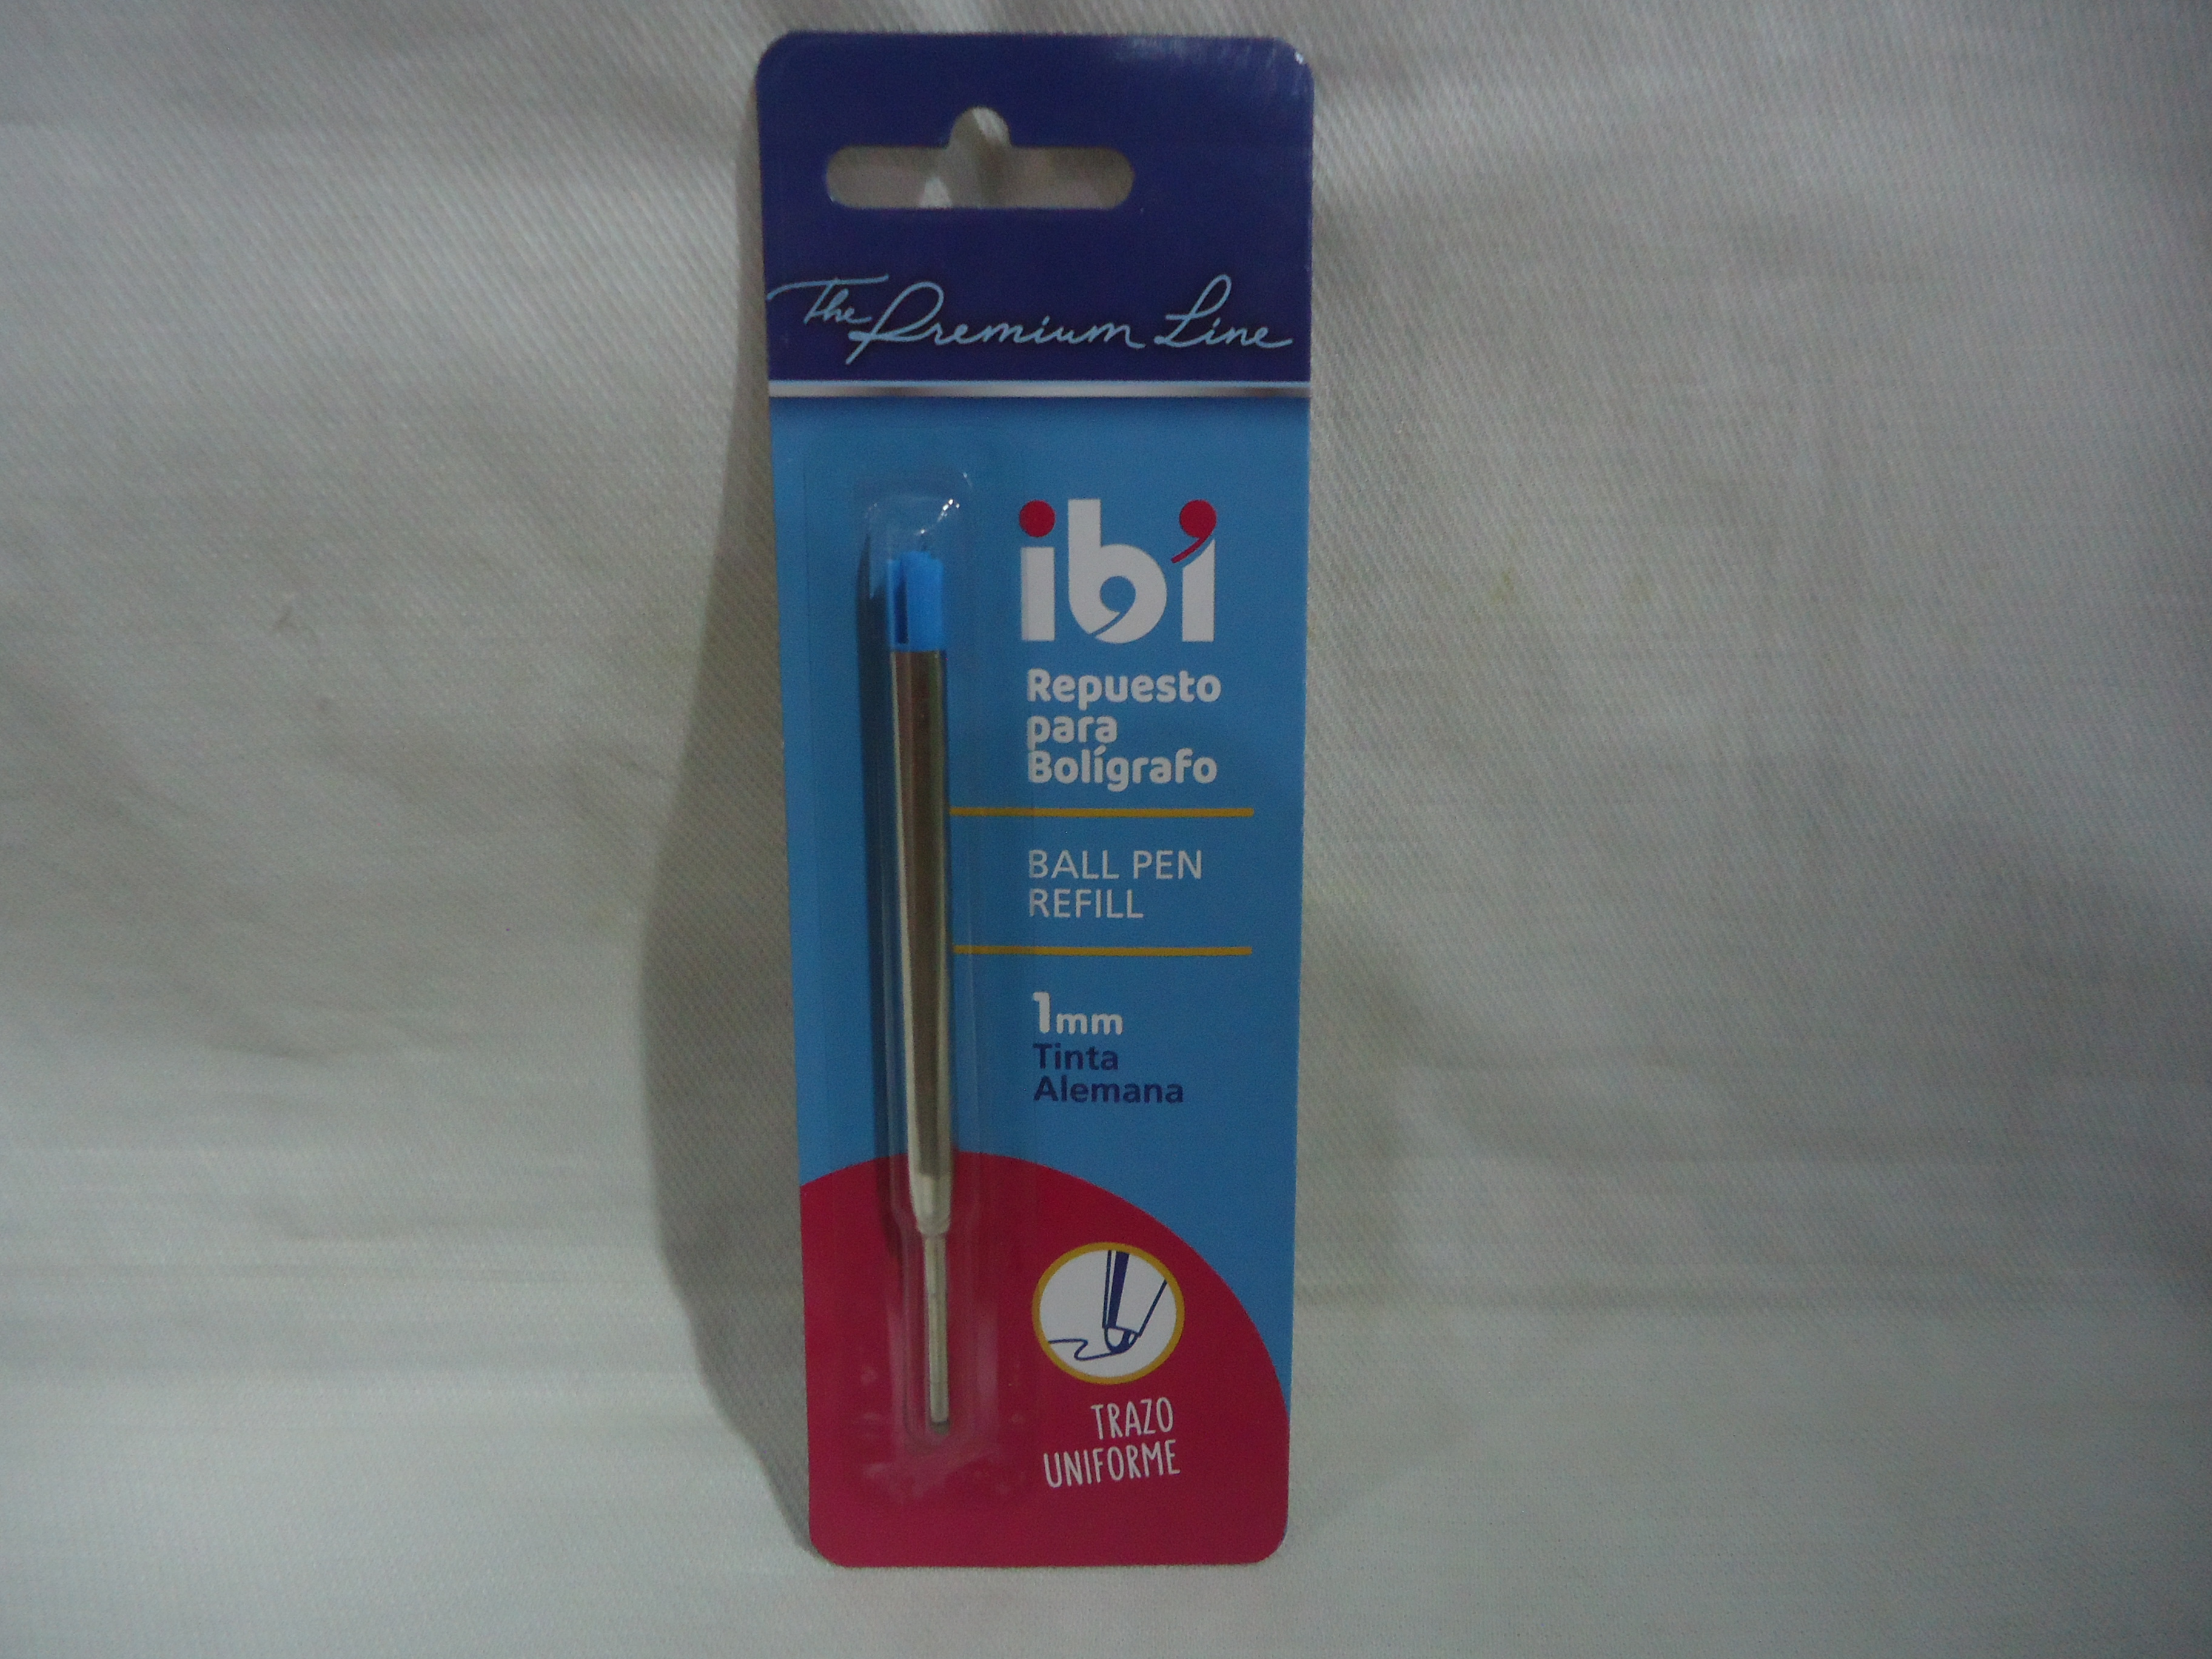 The Premium Line
ibi
Repuesto
para
Bolígrafo
BALL PEN
REFILL
1mm
Tinta
Alemana
TRAZO
UNIFORME